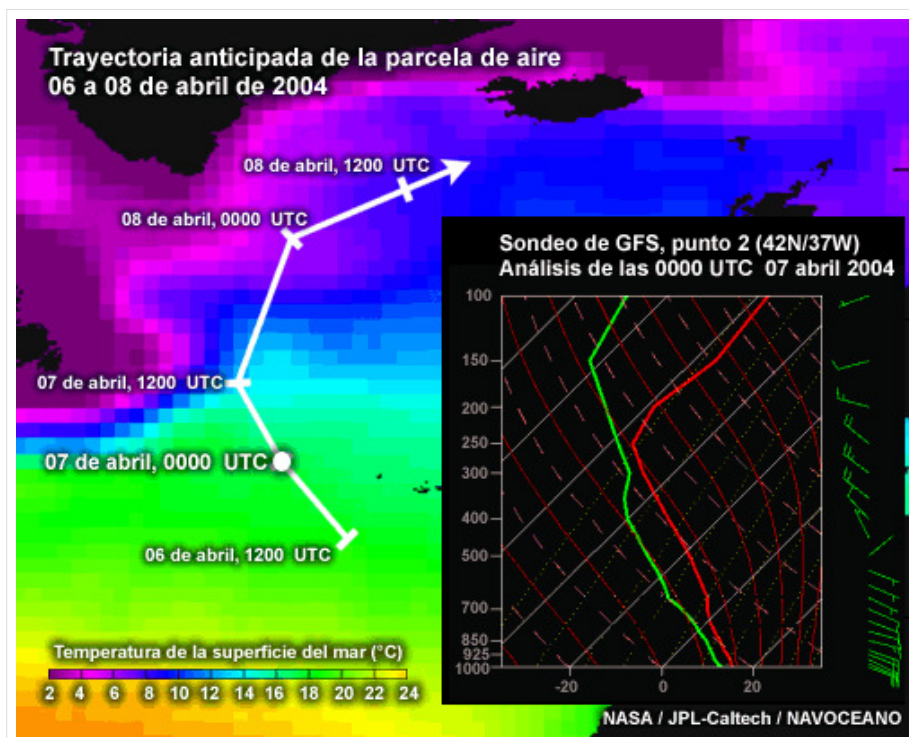 Trayectoria anticipada de la parcela de aire
06 a 08 de abril de 2004
08 de abril, 1200 UTC
08 de abril, 0000 UTC
07 de abril, 1200 UTC
07 de abril, 0000 UTC
06 de abril, 1200 UTC
Temperatura de la superficie del mar (°C)
2 4 6 8 10 12 14 16 18 20 22 24
Sondeo de GFS, punto 2 (42N/37W)
Análisis de las 0000 UTC 07 abril 2004
100
150
200
250
300
400
500
700
850
925
1000
-20 0 20
NASA / JPL-Caltech / NAVOCEANO